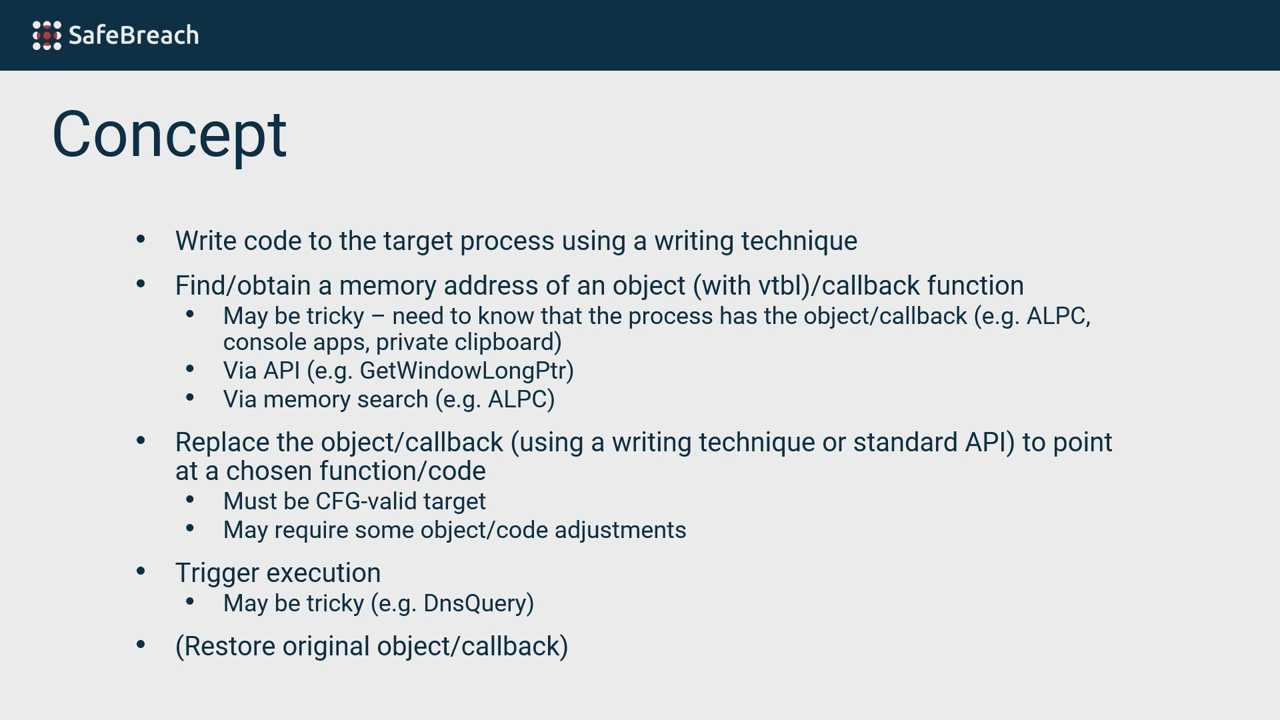 SafeBreach
Concept
• Write code to the target process using a writing technique
• Find/obtain a memory address of an object (with vtbl)/callback function
• May be tricky – need to know that the process has the object/callback (e.g. ALPC,
console apps, private clipboard)
• Via API (e.g. GetWindowLongPtr)
• Via memory search (e.g. ALPC)
• Replace the object/callback (using a writing technique or standard API) to point
at a chosen function/code
• Must be CFG-valid target
• May require some object/code adjustments
• Trigger execution
• May be tricky (e.g. DnsQuery)
• (Restore original object/callback)